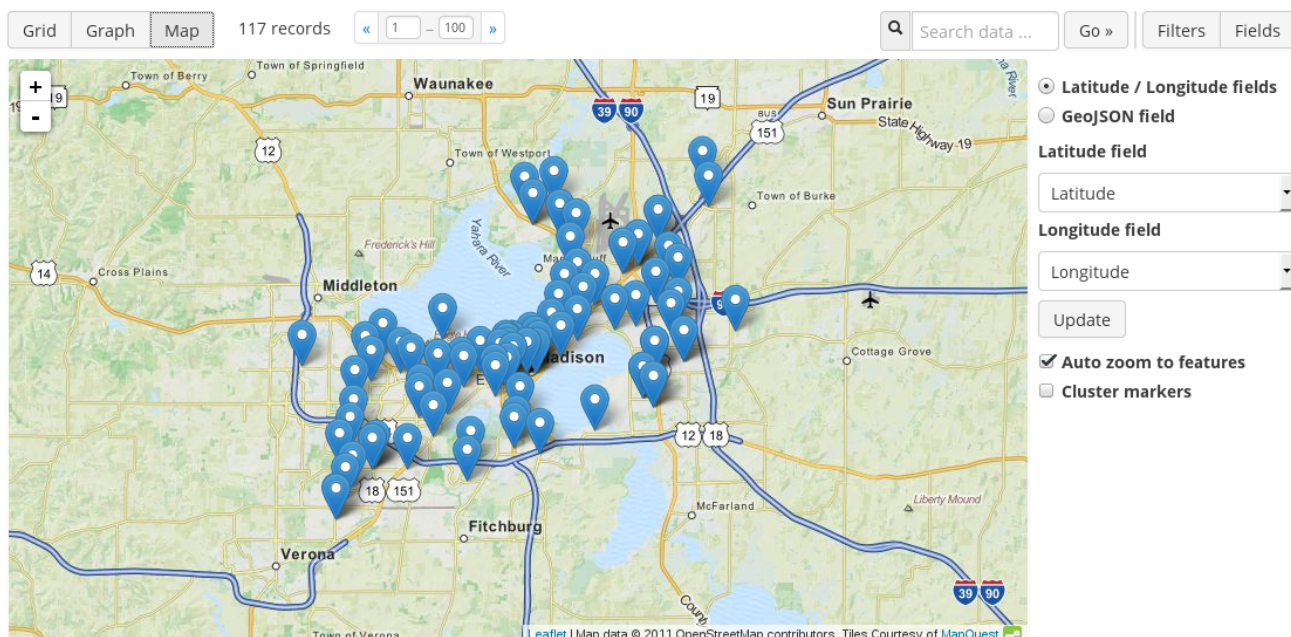 Grid Graph Map 117 records « 1 – 100 » Search data ... Go » Filters Fields
+
-
Town of Berry
Town of Springfield
Waunakee
19
39 90
19
Sun Prairie
BUS
151
State Highway 19
12
Town of Westport
Town of Burke
Yahara River
Frederick's Hill
14
Cross Plains
Middleton
Cottage Grove
12 18
18 151
McFarland
Liberty Mound
Fitchburg
Verona
39 90
Town of Verona
Leaflet | Map data © 2011 OpenStreetMap contributors, Tiles Courtesy of MapQuest
Latitude / Longitude fields
GeoJSON field
Latitude field
Latitude
Longitude field
Longitude
Update
Auto zoom to features
Cluster markers